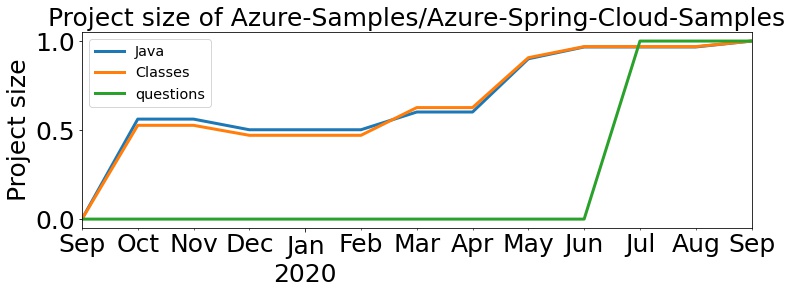 Project size of Azure-Samples/Azure-Spring-Cloud-Samples
Java
Classes
questions
Project size
1.0
0.5
0.0
Sep Oct Nov Dec Jan Feb Mar Apr May Jun Jul Aug Sep
2020